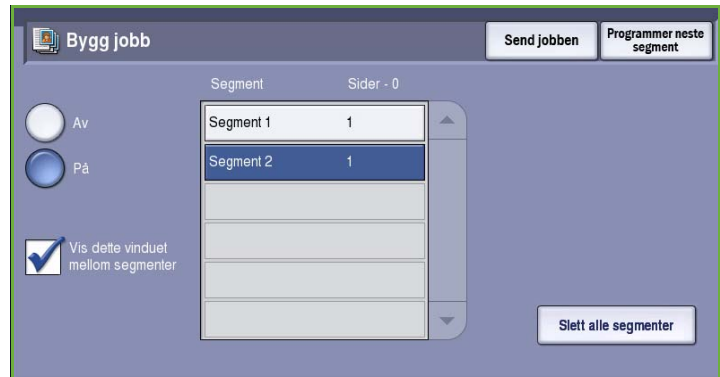 Bygg jobb
Send jobben
Programmer neste
segment
Segment Sider - 0
Av
På
Segment 1 1
Segment 2 1
Vis dette vinduet
mellom segmenter
Slett alle segmenter